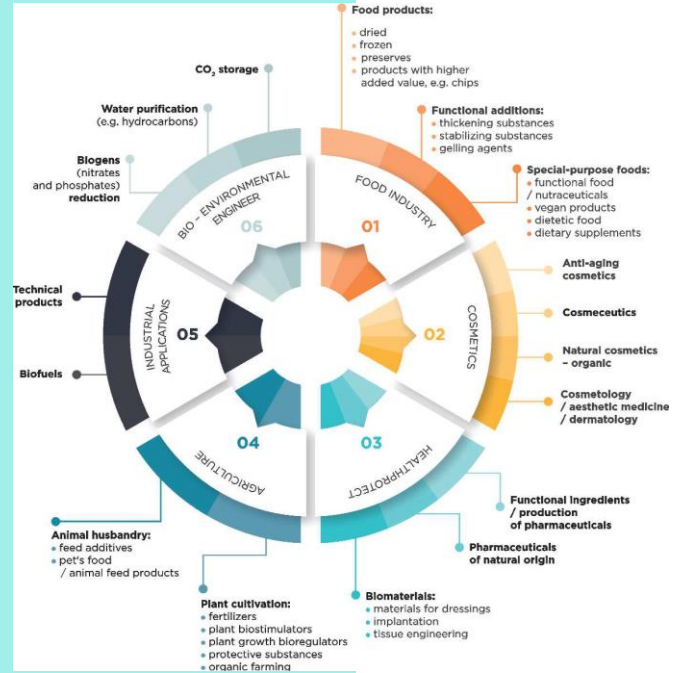 Food products:
• dried
• frozen
• preserves
• products with higher
added value, e.g. chips
Functional additions:
• thickening substances
• stabilizing substances
• gelling agents
Special-purpose foods:
• functional food
/ nutraceuticals
• vegan products
• dietetic food
• dietary supplements
FOOD INDUSTRY
01
Anti-aging
cosmetics
Cosmeceutics
Natural cosmetics
– organic
Cosmetology
/ aesthetic medicine
/ dermatology
COSMETICS
02
Functional ingredients
/ production
of pharmaceuticals
Pharmaceuticals
of natural origin
Biomaterials:
• materials for dressings
• implantation
• tissue engineering
HEALTHPROTECT
03
Plant cultivation:
• fertilizers
• plant biostimulators
• plant growth bioregulators
• protective substances
• organic farming
Animal husbandry:
• feed additives
• pet's food
/ animal feed products
AGRICULTURE
04
Biofuels
Technical
products
INDUSTRIAL
APPLICATIONS
05
Biogens
(nitrates
and phosphates)
reduction
Water purification
(e.g. hydrocarbons)
CO₂ storage
BIO – ENVIRONMENTAL
ENGINEER
06